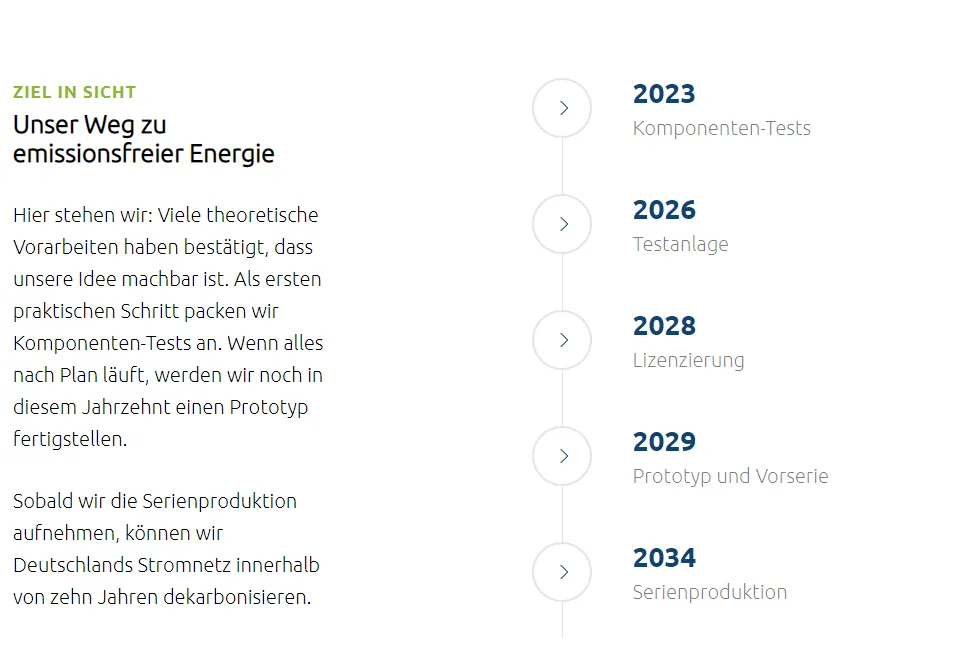 ZIEL IN SICHT
Unser Weg zu
emissionsfreier Energie
Hier stehen wir: Viele theoretische
Vorarbeiten haben bestätigt, dass
unsere Idee machbar ist. Als ersten
praktischen Schritt packen wir
Komponenten-Tests an. Wenn alles
nach Plan läuft, werden wir noch in
diesem Jahrzehnt einen Prototyp
fertigstellen.
Sobald wir die Serienproduktion
aufnehmen, können wir
Deutschlands Stromnetz innerhalb
von zehn Jahren dekarbonisieren.
2023
Komponenten-Tests
2026
Testanlage
2028
Lizenzierung
2029
Prototyp und Vorserie
2034
Serienproduktion